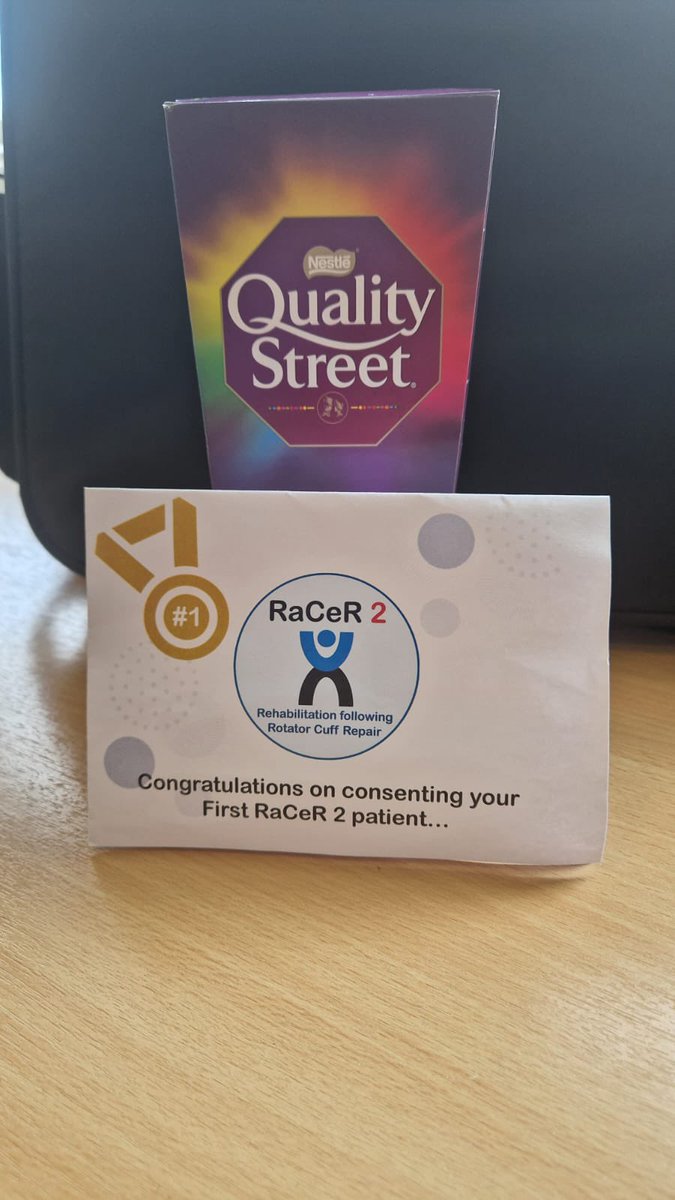 Nestlé
Quality
Street
#1
RaCeR 2
Rehabilitation following
Rotator Cuff Repair
Congratulations on consenting your
First RaCeR 2 patient...